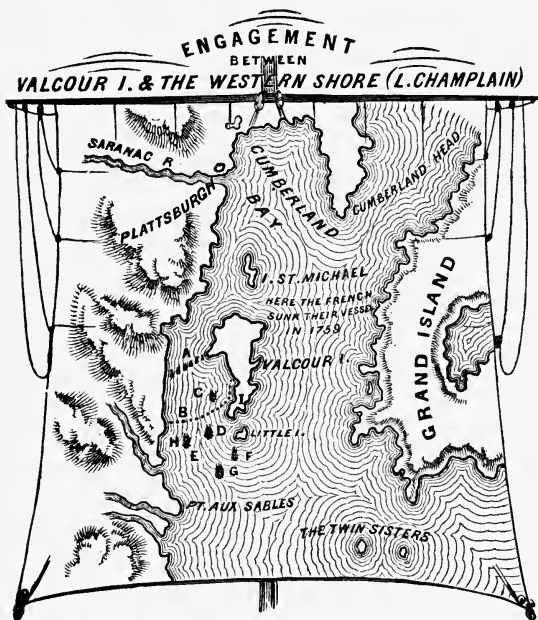 ENGAGEMENT
BETWEEN
VALCOUR I. & THE WESTERN SHORE (L. CHAMPLAIN)
SARANAC R.
PLATTSBURGH
CUMBERLAND
BAY
CUMBERLAND HEAD
I. ST. MICHAEL
HERE THE FRENCH
SUNK THEIR VESSE
IN 1759
GRAND ISLAND
VALCOUR I.
A
C
I
B
H
D
LITTLE I.
E
F
G
PT. AUX SABLES
THE TWIN SISTERS